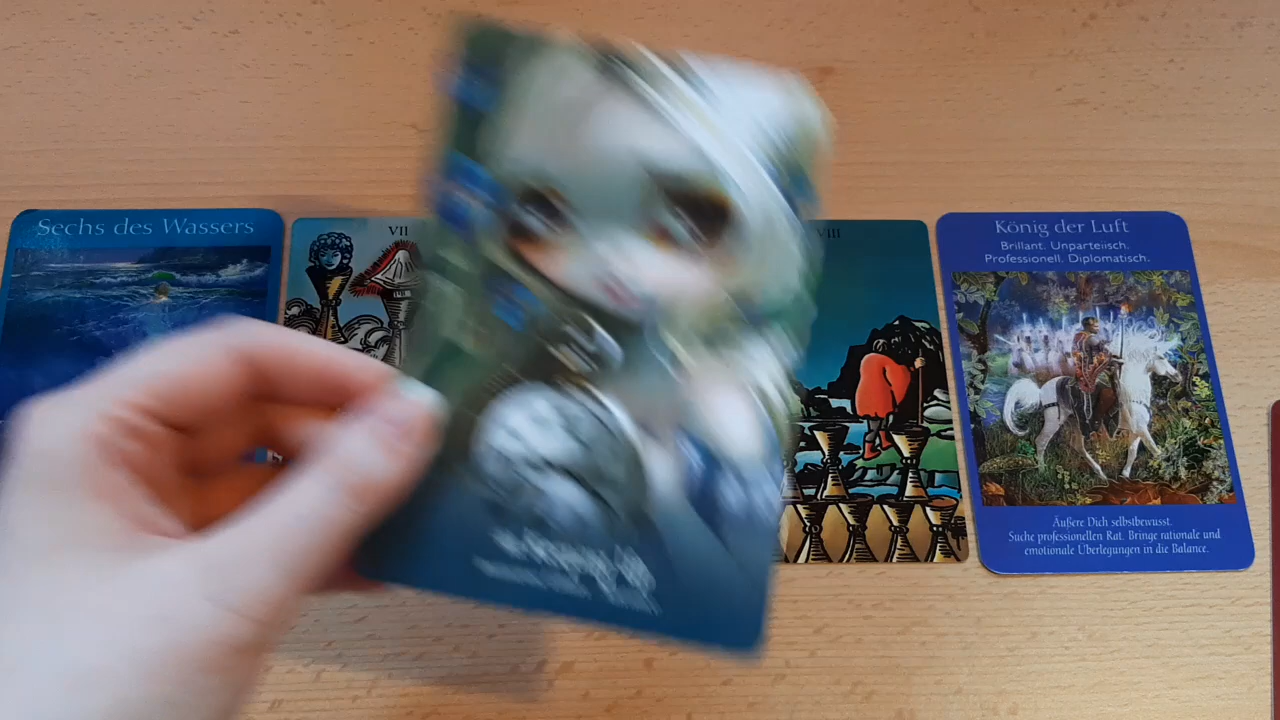 Sechs des Wassers
VII
VIII
König der Luft
Brillant. Unparteiisch.
Professionell. Diplomatisch.
Äußere Dich selbstbewusst.
Suche professionellen Rat. Bringe rationale und
emotionale Überlegungen in die Balance.